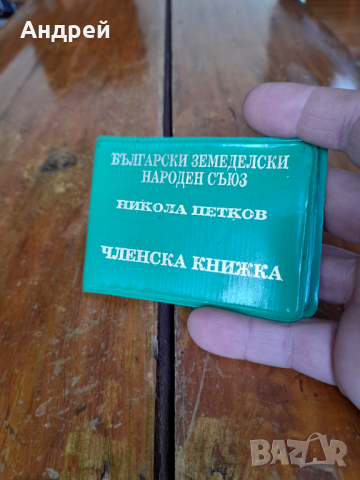 Андрей
БЪЛГАРСКИ ЗЕМЕДЕЛСКИ
НАРОДЕН СЪЮЗ
НИКОЛА ПЕТКОВ
ЧЛЕНСКА КНИЖКА
BAZAR